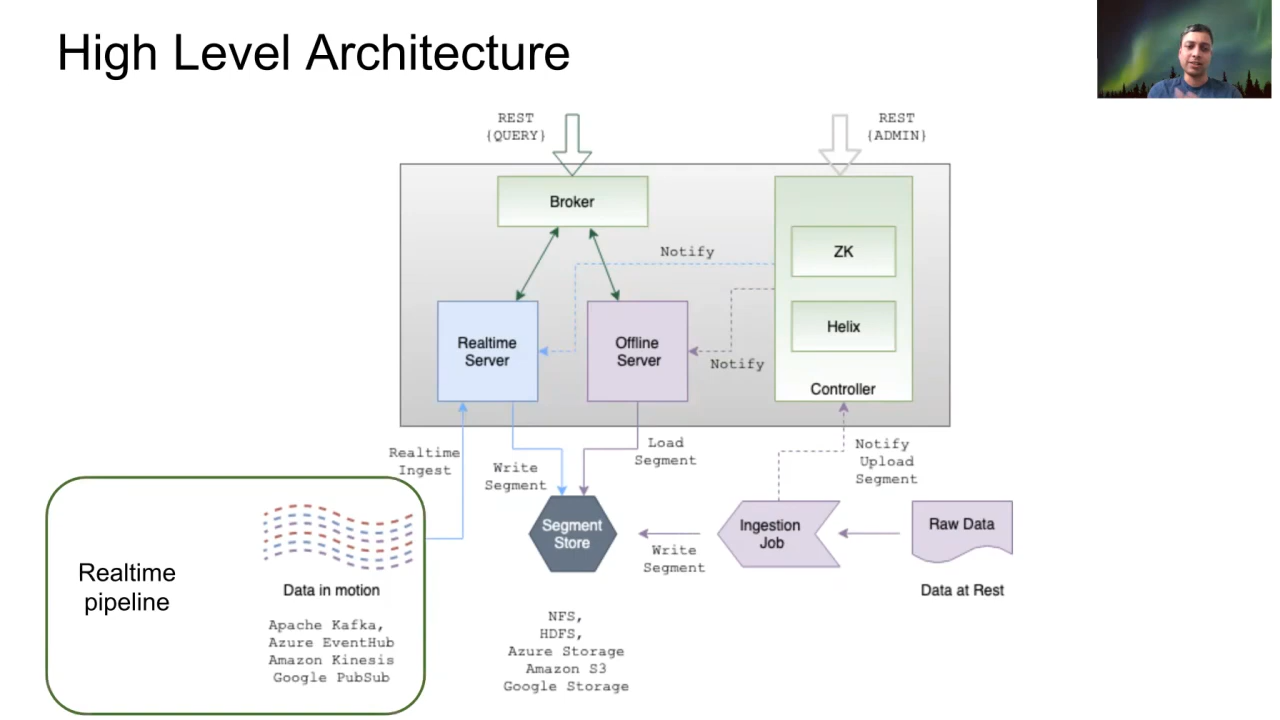 High Level Architecture
REST
{QUERY}
REST
{ADMIN}
Broker
ZK
Notify
Helix
Realtime
Server
Offline
Server
Notify
Controller
Realtime
Ingest
Write
Segment
Load
Segment
Notify
Upload
Segment
Segment
Store
Ingestion
Job
Raw Data
Write
Segment
Realtime
pipeline
Data in motion
Data at Rest
Apache Kafka,
Azure EventHub
Amazon Kinesis
Google PubSub
NFS,
HDFS,
Azure Storage
Amazon S3
Google Storage